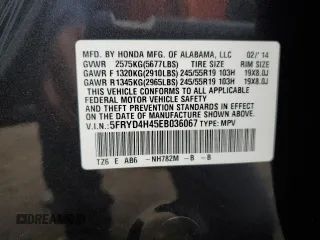 MFD. BY HONDA MFG. OF ALABAMA, LLC 02/'14
GVWR 2575KG(5677LBS) TIRE SIZE RIM SIZE
GAWR F 1320KG(2910LBS) 245/55R19 103H 19X8.0J
GAWR R 1345KG(2965LBS) 245/55R19 103H 19X8.0J
THIS VEHICLE CONFORMS TO ALL APPLICABLE
FEDERAL MOTOR VEHICLE SAFETY AND
THEFT PREVENTION STANDARDS IN EFFECT ON
THE DATE OF MANUFACTURE SHOWN ABOVE.
V.I.N: 5FRYD4H45EB036067 TYPE: MPV
TZ6 E AB6 -NH782M -B -B